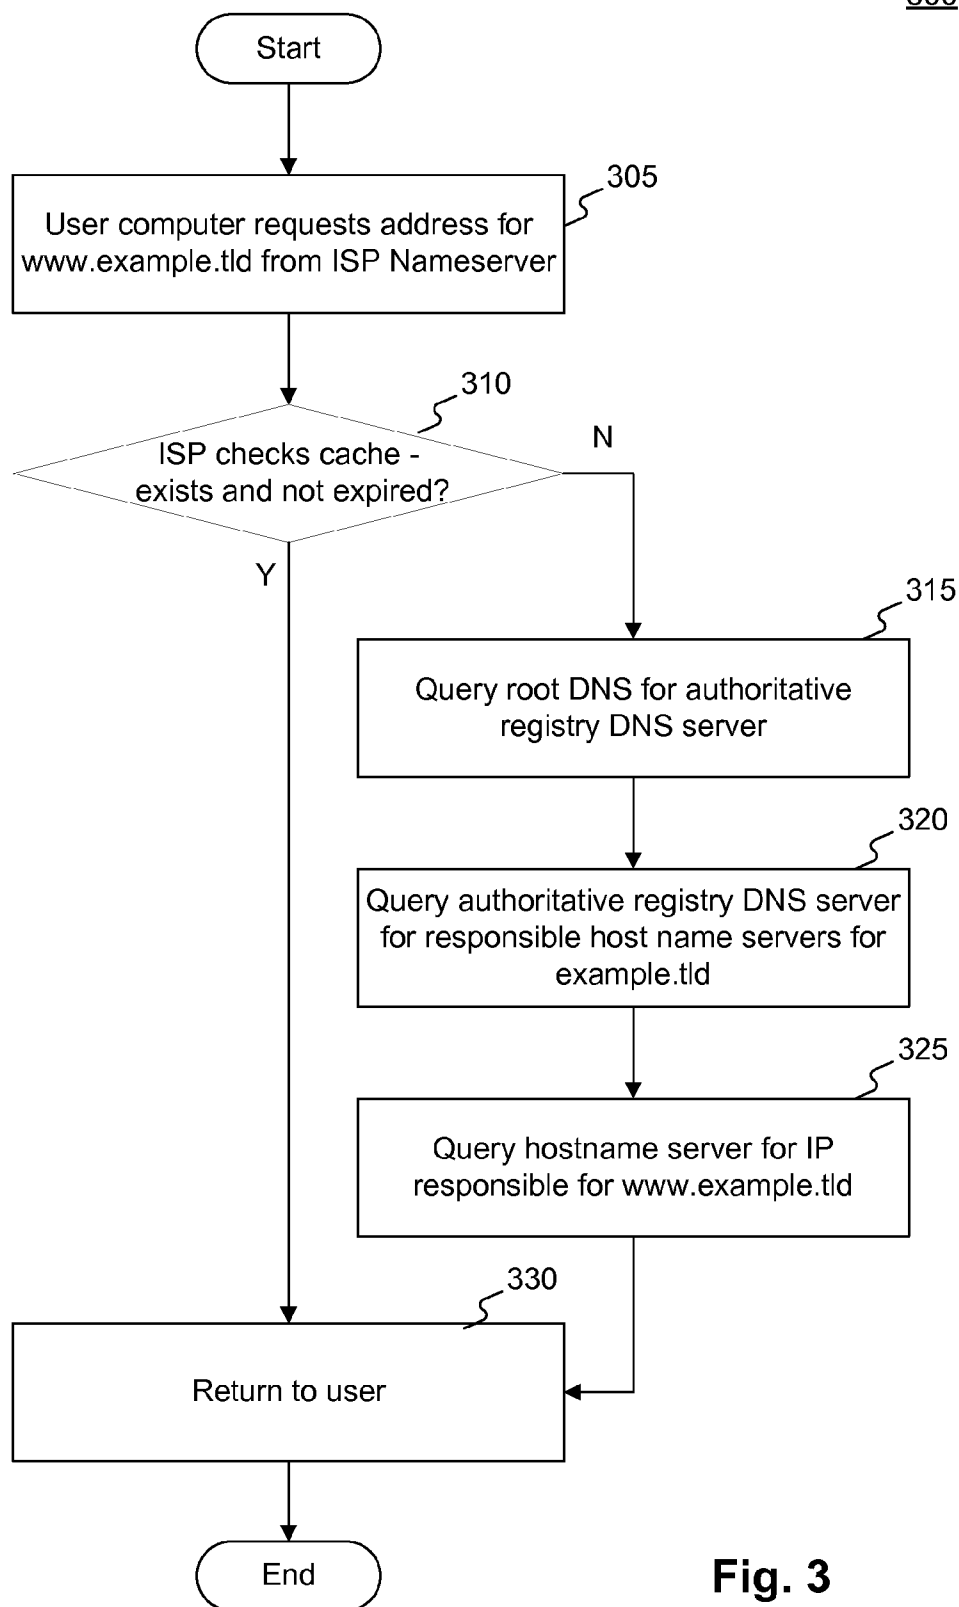 Start
305
User computer requests address for
www.example.tld from ISP Nameserver
310
ISP checks cache -
exists and not expired?
N
Y
315
Query root DNS for authoritative
registry DNS server
320
Query authoritative registry DNS server
for responsible host name servers for
example.tld
325
Query hostname server for IP
responsible for www.example.tld
330
Return to user
End
Fig. 3